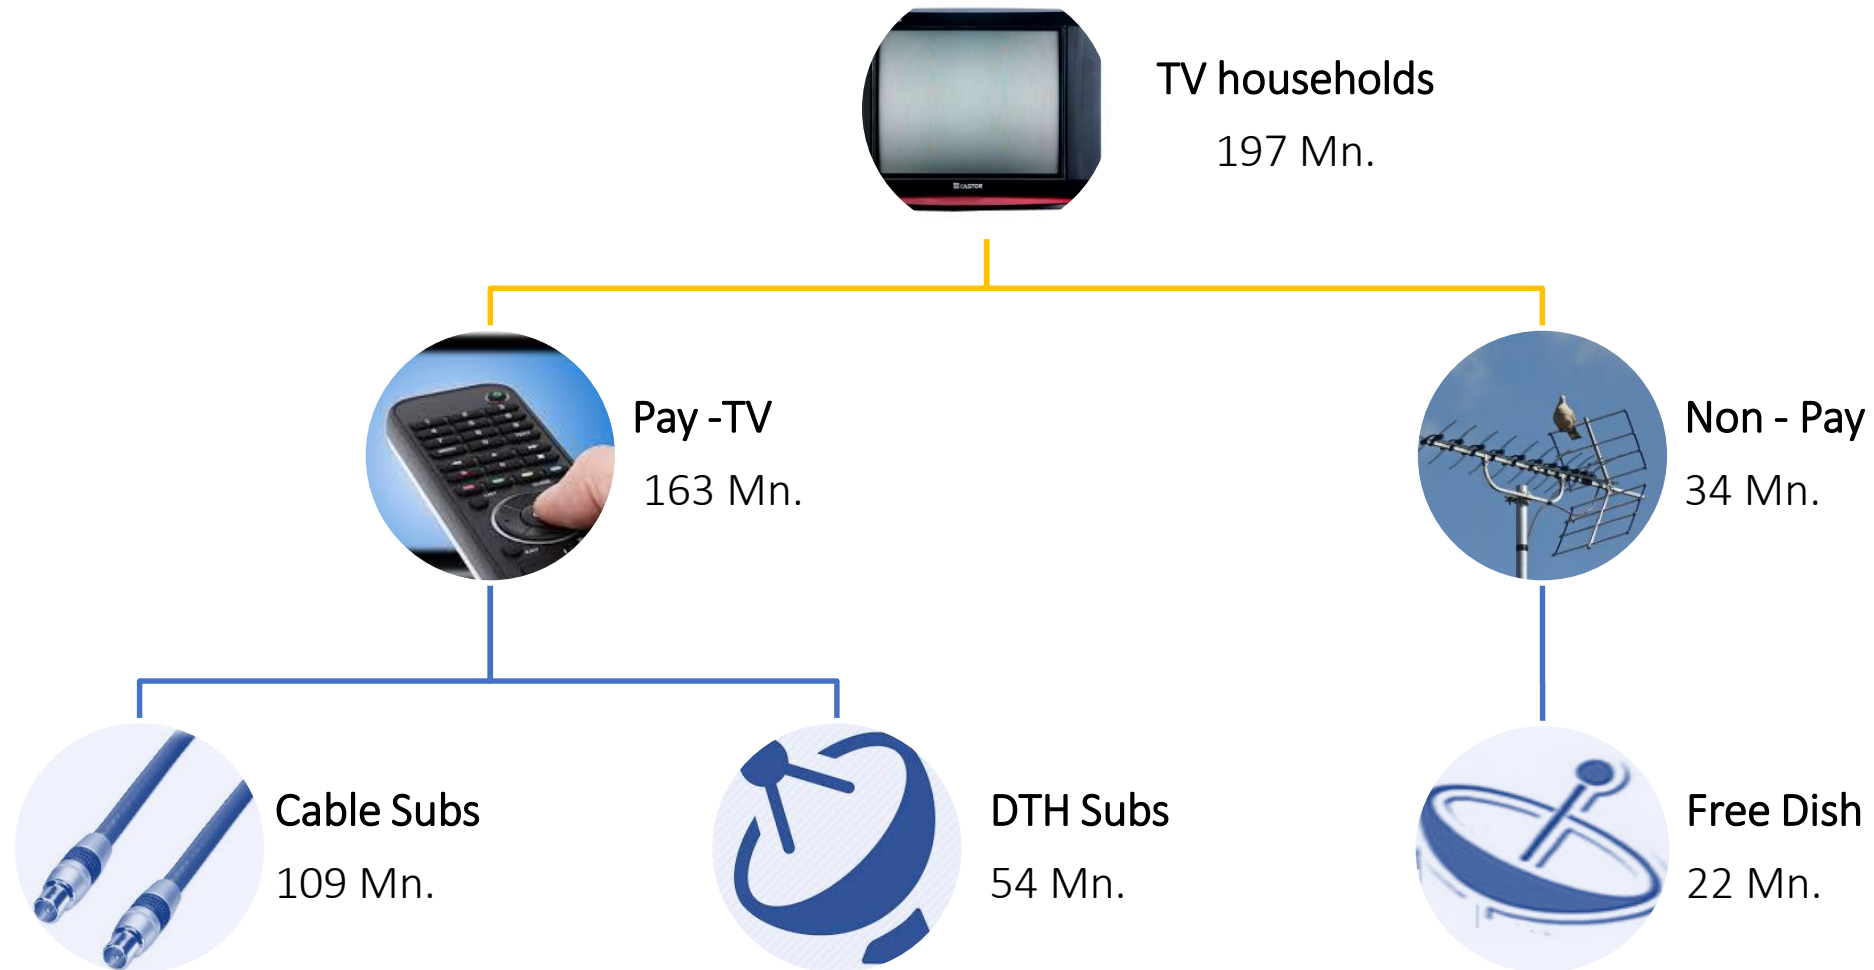 TV households
197 Mn.
CASTOR
Pay -TV
163 Mn.
Non - Pay
34 Mn.
Cable Subs
109 Mn.
DTH Subs
54 Mn.
Free Dish
22 Mn.